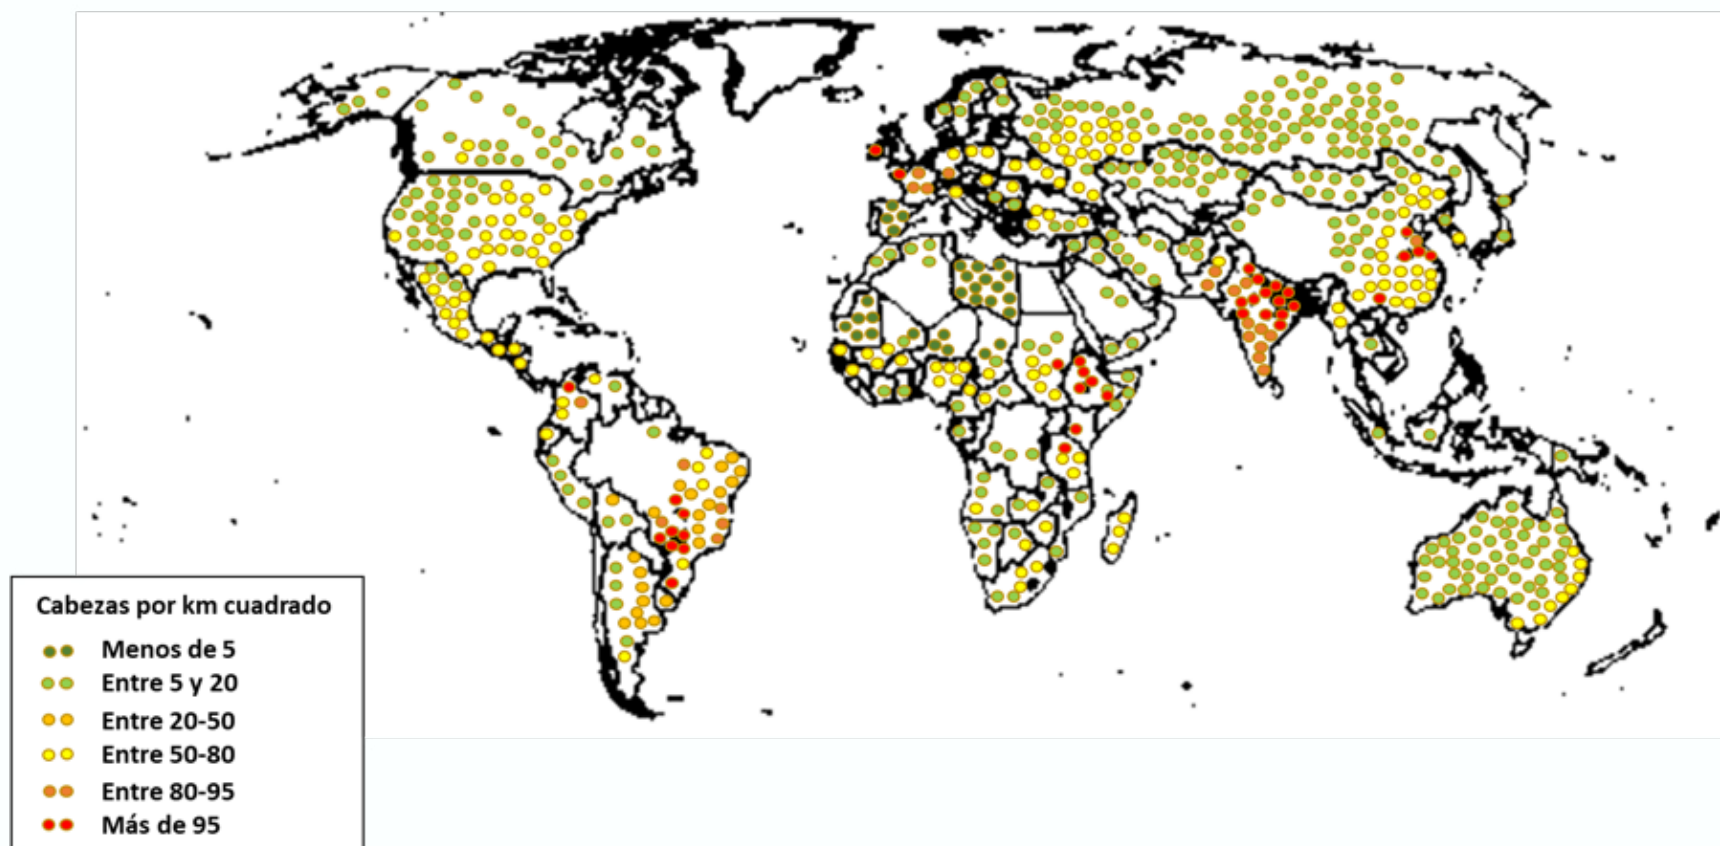 Cabezas por km cuadrado
Menos de 5
Entre 5 y 20
Entre 20-50
Entre 50-80
Entre 80-95
Más de 95